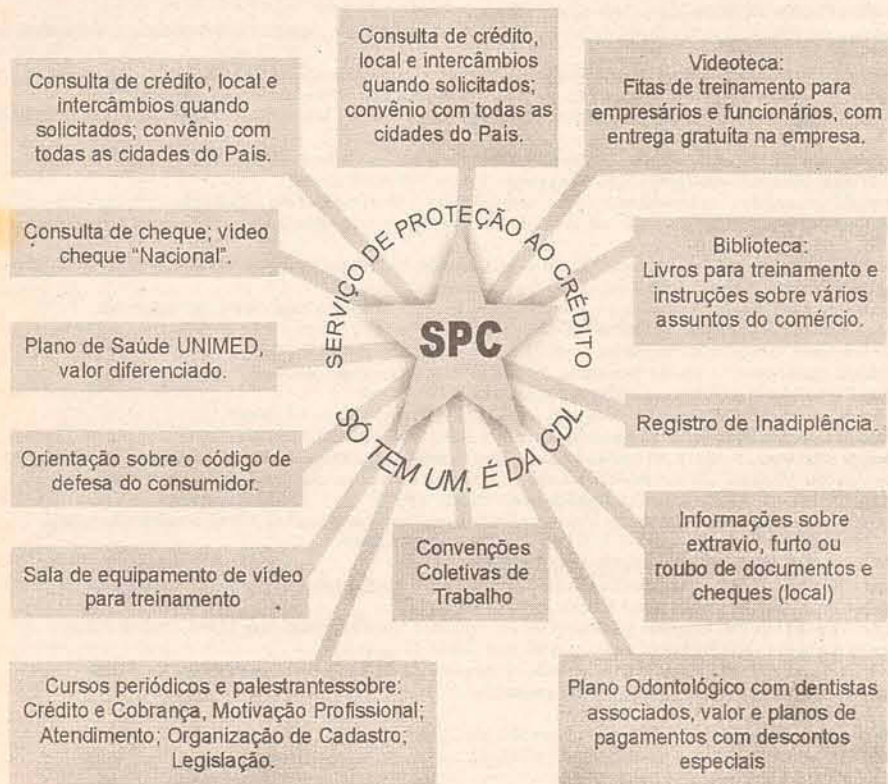 Consulta de crédito, local e
intercâmbios quando
solicitados; convênio com
todas as cidades do País.
Consulta de crédito,
local e intercâmbios
quando solicitados;
convênio com todas as
cidades do País.
Videoteca:
Fitas de treinamento para
empresários e funcionários, com
entrega gratuita na empresa.
Consulta de cheque; vídeo
cheque "Nacional".
SERVIÇO DE PROTEÇÃO AO CRÉDITO
SPC
SÓ TEM UM. É DA CDL
Biblioteca:
Livros para treinamento e
instruções sobre vários
assuntos do comércio.
Plano de Saúde UNIMED,
valor diferenciado.
Registro de Inadiplência.
Orientação sobre o código de
defesa do consumidor.
Informações sobre
extravio, furto ou
roubo de documentos e
cheques (local)
Sala de equipamento de vídeo
para treinamento
Convenções
Coletivas de
Trabalho
Cursos periódicos e palestrantessobre:
Crédito e Cobrança, Motivação Profissional;
Atendimento; Organização de Cadastro;
Legislação.
Plano Odontológico com dentistas
associados, valor e planos de
pagamentos com descontos
especiais